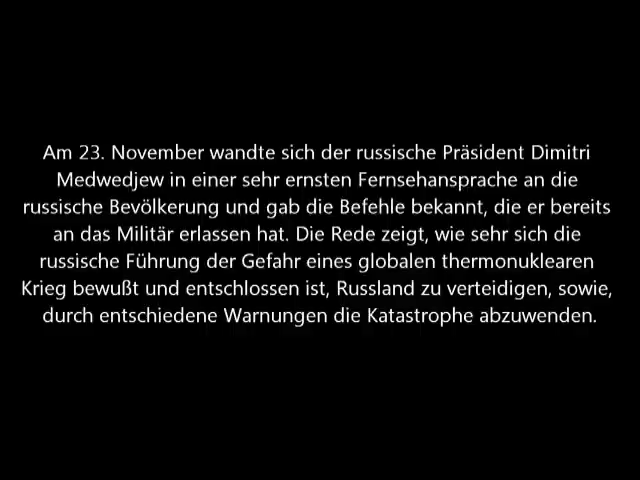 Am 23. November wandte sich der russische Präsident Dimitri
Medwedjew in einer sehr ernsten Fernsehansprache an die
russische Bevölkerung und gab die Befehle bekannt, die er bereits
an das Militär erlassen hat. Die Rede zeigt, wie sehr sich die
russische Führung der Gefahr eines globalen thermonuklearen
Krieg bewußt und entschlossen ist, Russland zu verteidigen, sowie,
durch entschiedene Warnungen die Katastrophe abzuwenden.